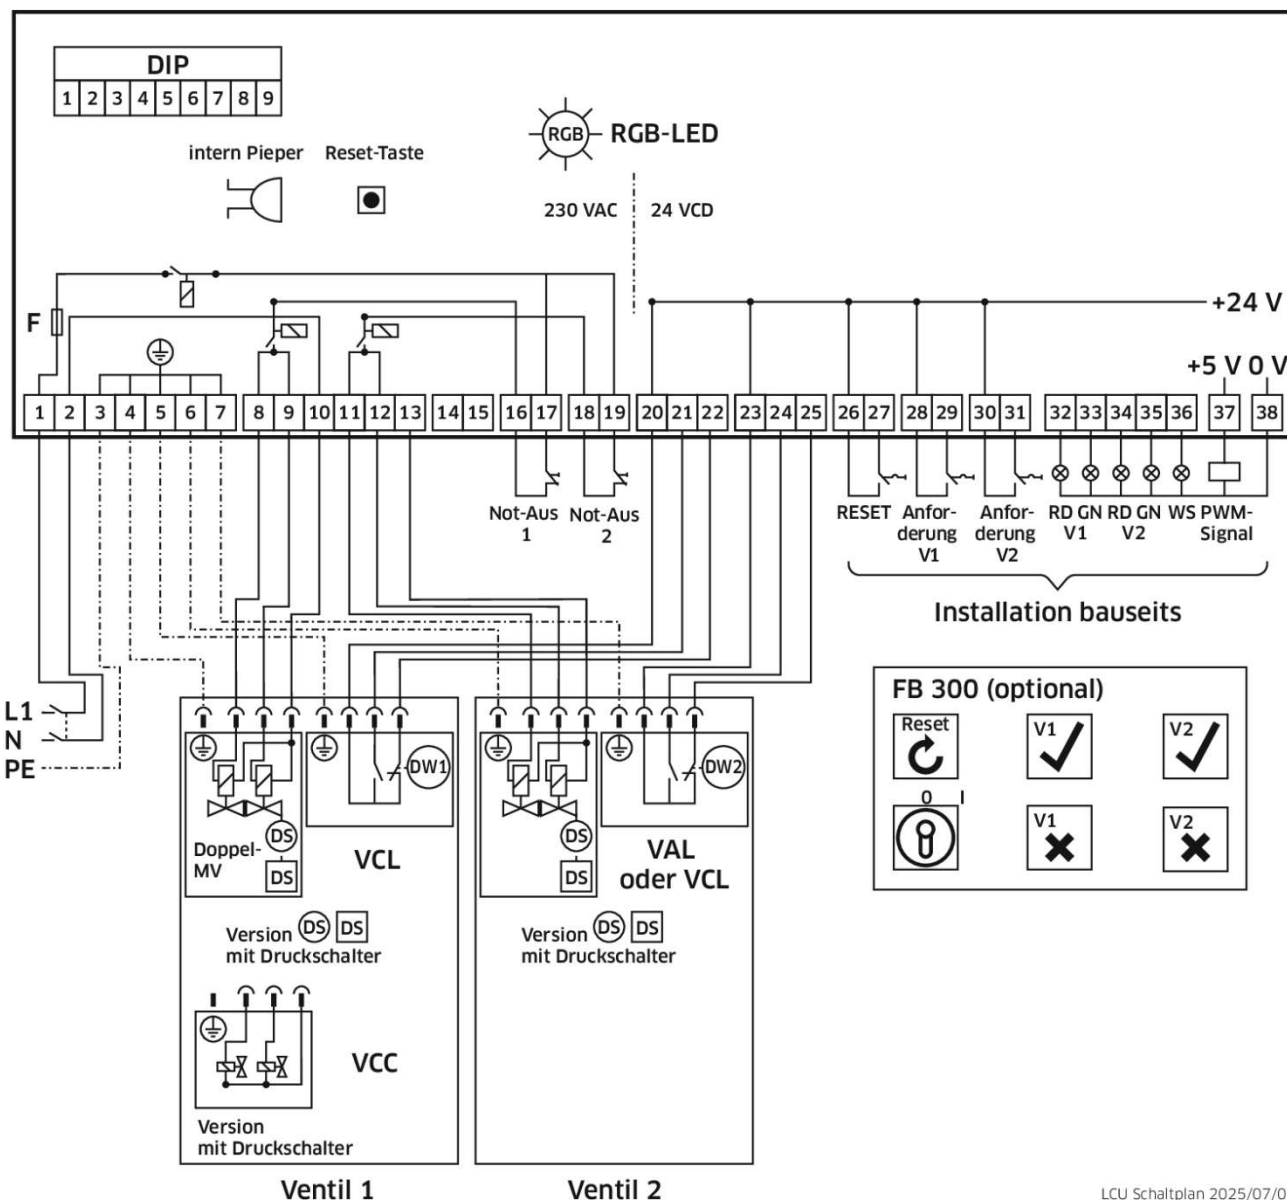 DIP
1 2 3 4 5 6 7 8 9
intern Pieper Reset-Taste
RGB RGB-LED
230 VAC 24 VCD
F
+24 V
+5 V 0 V
1 2 3 4 5 6 7 8 9 10 11 12 13 14 15 16 17 18 19 20 21 22 23 24 25 26 27 28 29 30 31 32 33 34 35 36 37 38
Not-Aus
1
Not-Aus
2
RESET
Anfor-
derung
V1
Anfor-
derung
V2
RD GN
V1
RD GN
V2
WS
PWM-
Signal
Installation bauseits
L1
N
PE
DW1
DS
DS
Doppel-
MV
VCL
Version DS DS
mit Druckschalter
VCC
Version
mit Druckschalter
Ventil 1
DW2
DS
DS
VAL
oder VCL
Version DS DS
mit Druckschalter
Ventil 2
FB 300 (optional)
Reset
V1
V2
0 I
V1
V2